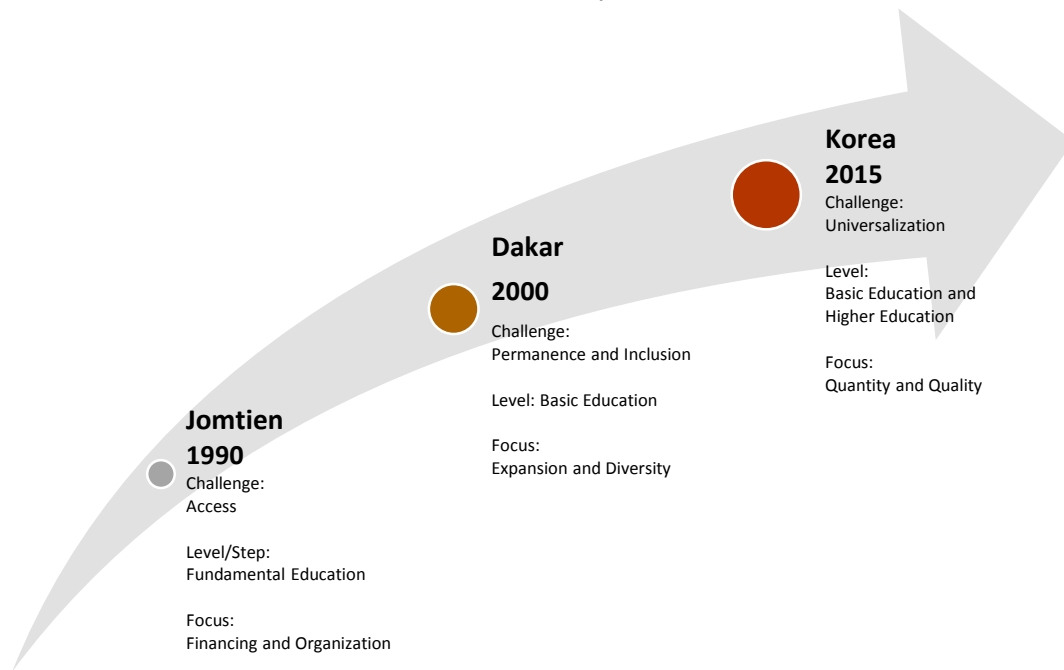 Jomtien
1990
Challenge:
Access
Level/Step:
Fundamental Education
Focus:
Financing and Organization
Dakar
2000
Challenge:
Permanence and Inclusion
Level: Basic Education
Focus:
Expansion and Diversity
Korea
2015
Challenge:
Universalization
Level:
Basic Education and
Higher Education
Focus:
Quantity and Quality